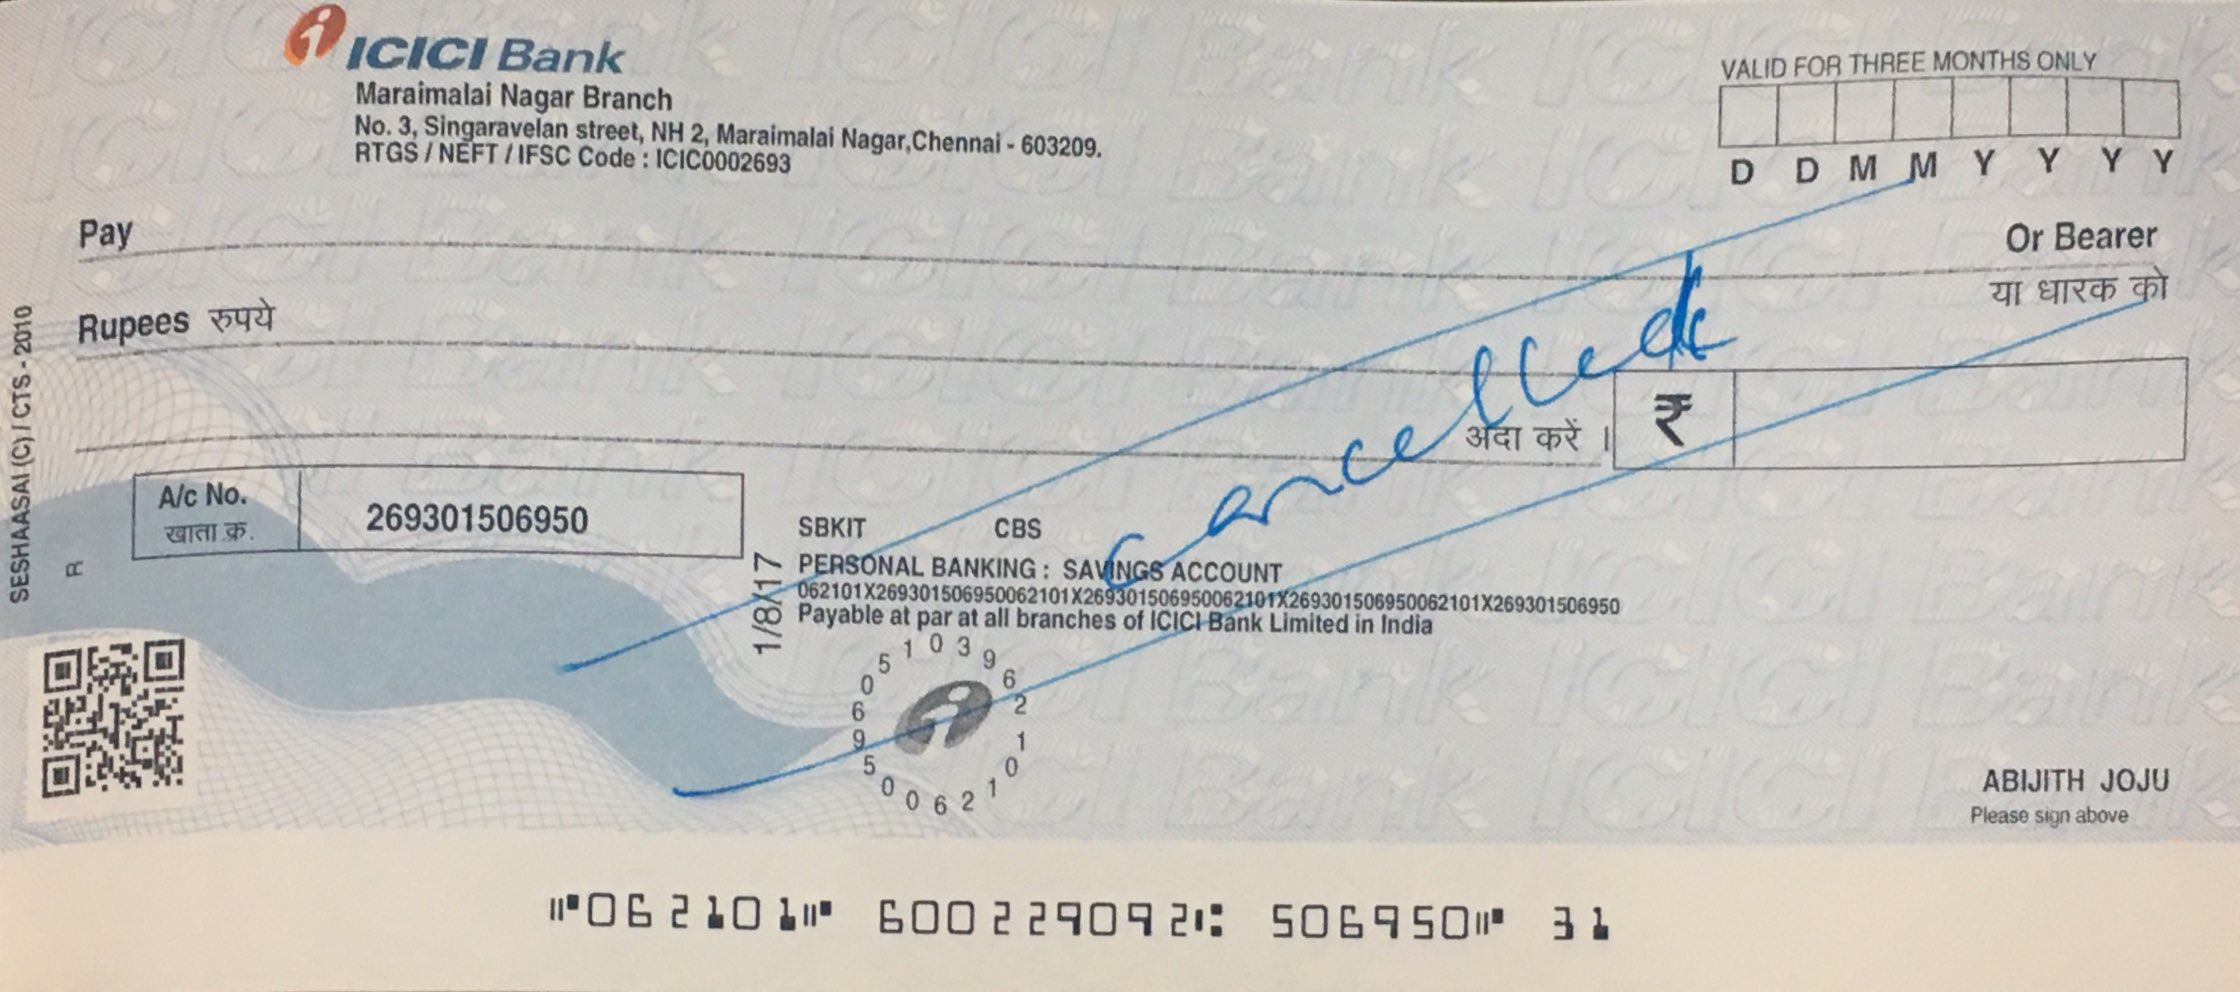 ICICI Bank
Maraimalai Nagar Branch
No. 3, Singaravelan street, NH 2, Maraimalai Nagar,Chennai - 603209.
RTGS / NEFT / IFSC Code : ICIC0002693
VALID FOR THREE MONTHS ONLY
D D M M Y Y Y Y
Pay
Or Bearer
या धारक को
Rupees रुपये
Cancelled
अदा करें ।
₹
A/c No.
खाता क्र.
269301506950
SBKIT CBS
PERSONAL BANKING : SAVINGS ACCOUNT
062101X269301506950062101X269301506950062101X269301506950062101X269301506950
Payable at par at all branches of ICICI Bank Limited in India
1/8/17
SESHAASAI (C) / CTS - 2010
R
0 5 1 0 3 9 6 2 1 0 1 2 6 0 0 5 9 6
ABIJITH JOJU
Please sign above
⑈062101⑈ 600229092⑆ 506950⑈ 31